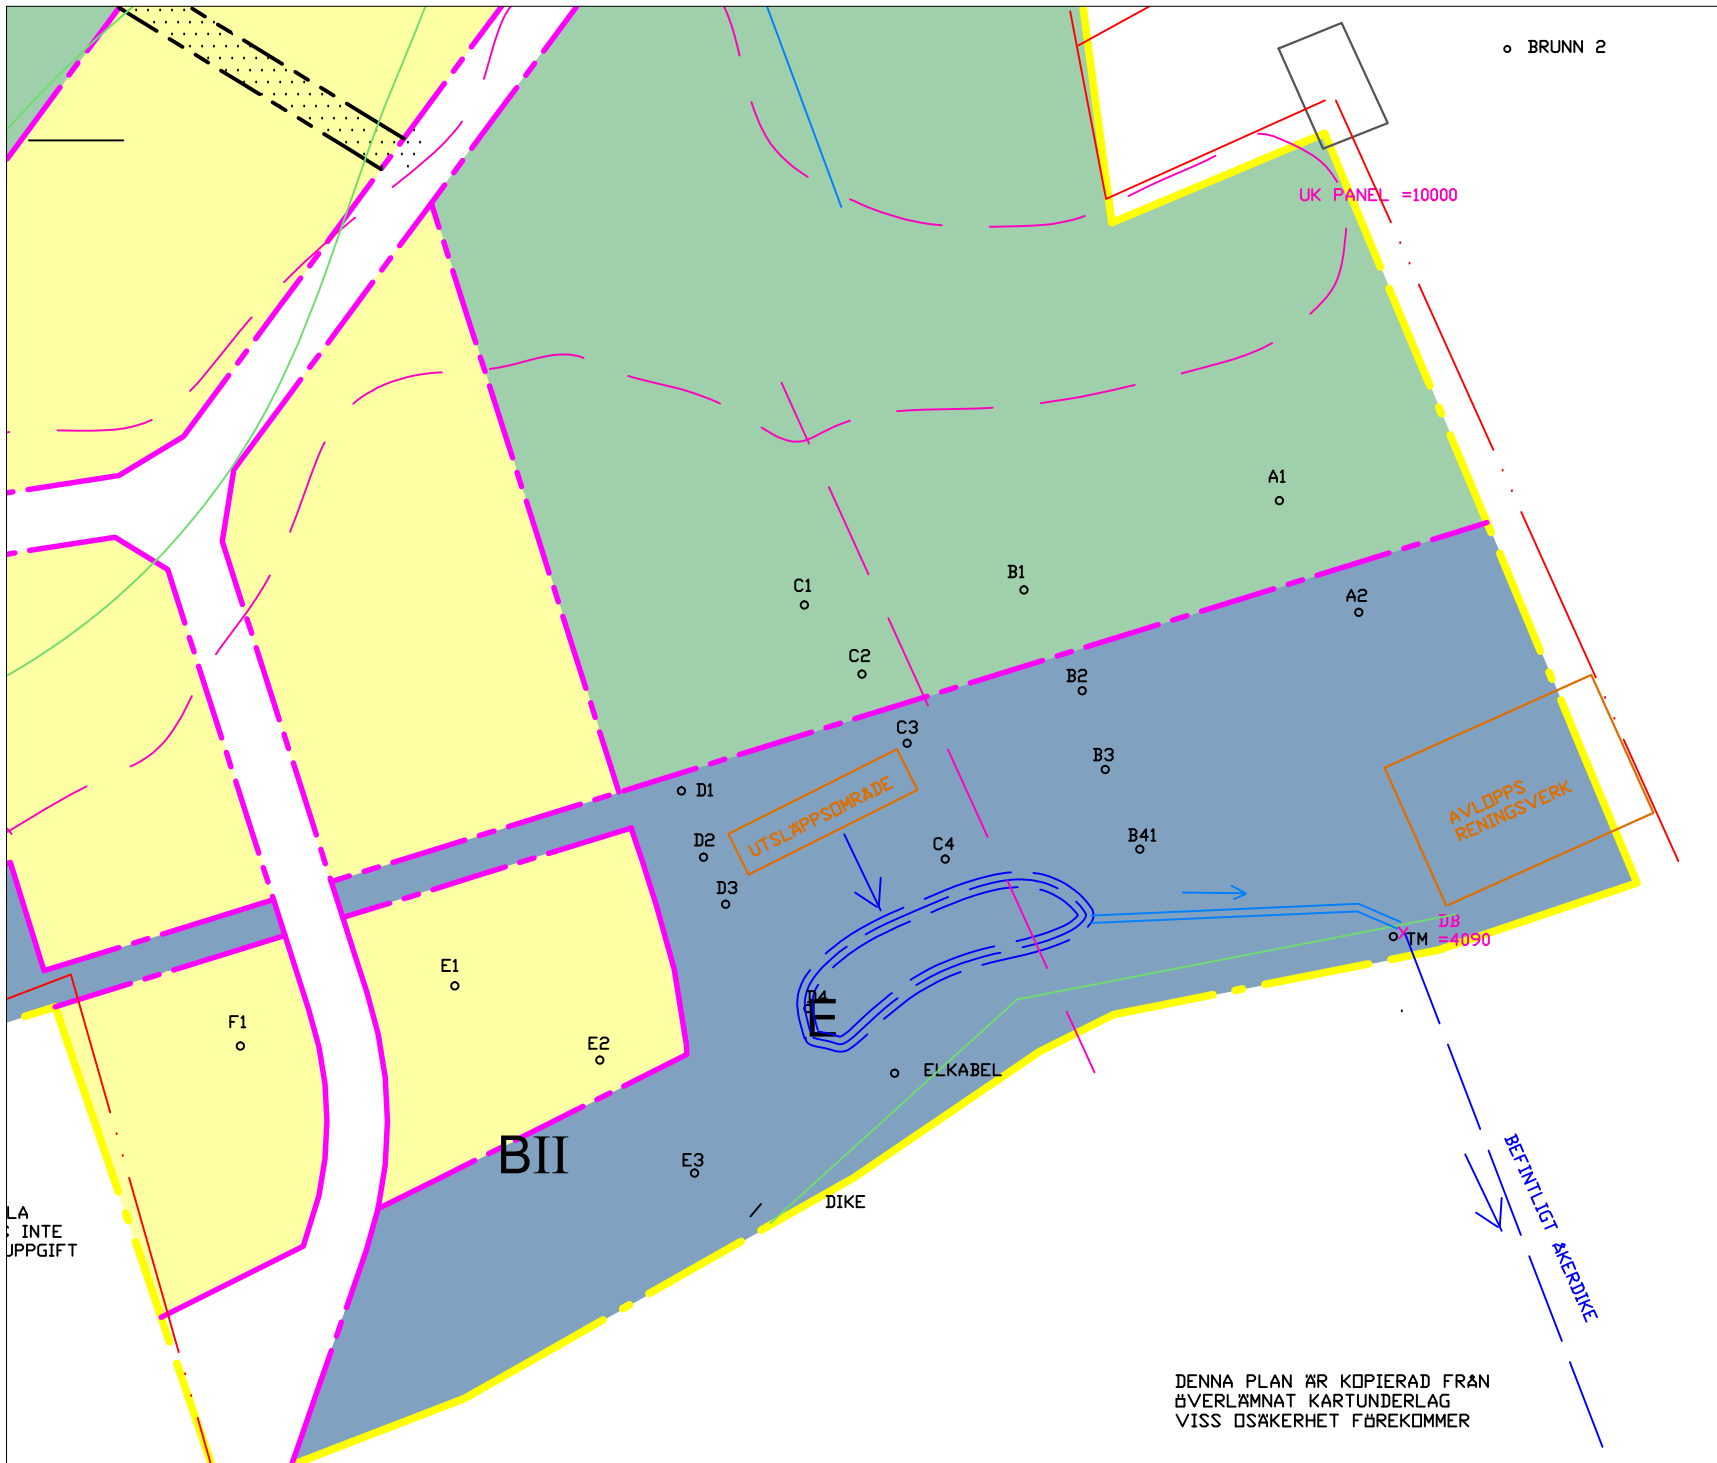 BRUNN 2
UK PANEL =10000
A1
B1
C1
A2
C2
B2
C3
B3
D1
UTSLÄPPSOMRÅDE
AVLOPPS
RENINGSVERK
B41
D2
C4
D3
DB
TM =4090
E1
D4
E
F1
E2
ELKABEL
BII
E3
DIKE
BEFINTLIGT ÅKERDIKE
LA
INTE
UPPGIFT
DENNA PLAN ÄR KOPIERAD FRÅN
ÖVERLÄMNAT KARTUNDERLAG
VISS OSÄKERHET FÖREKOMMER